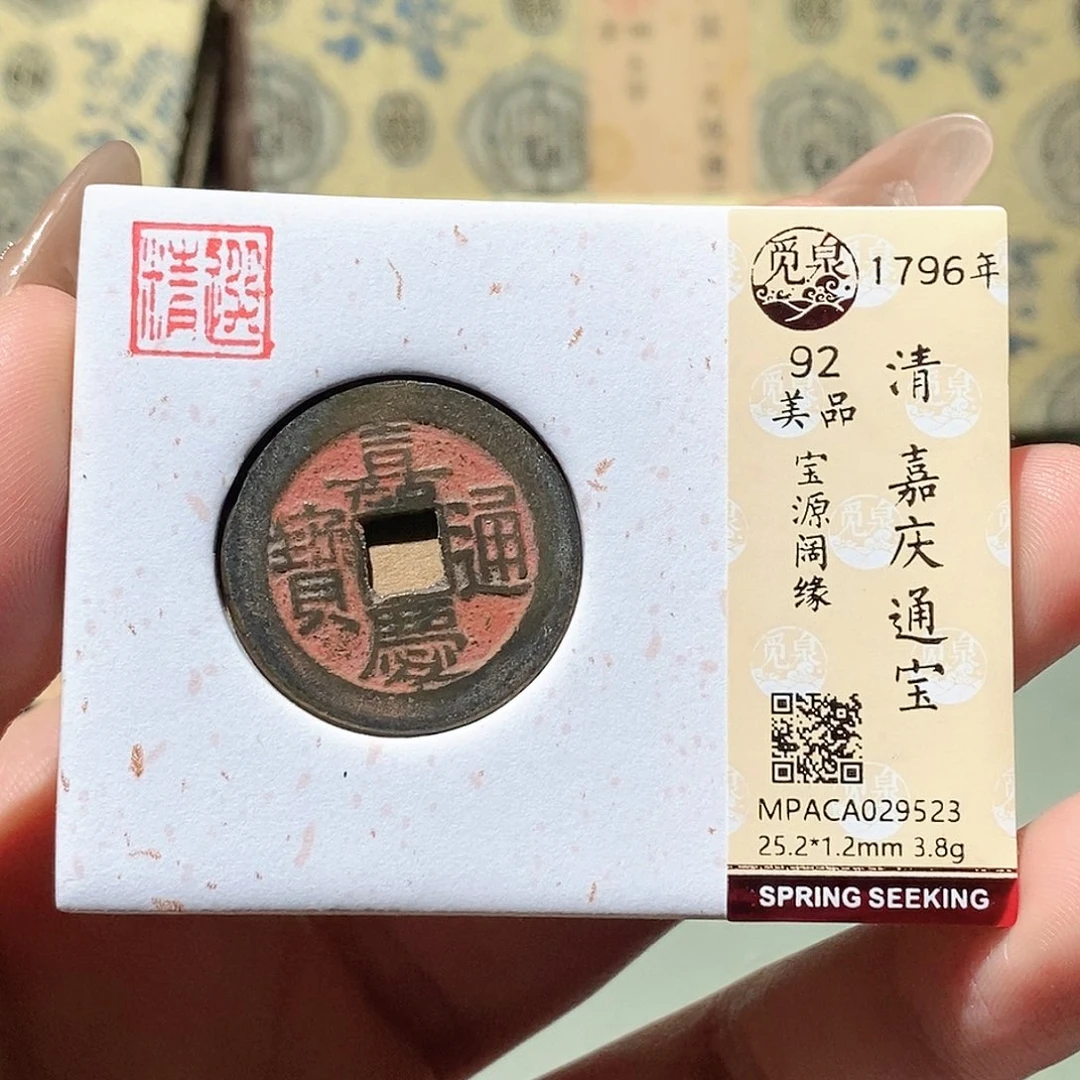 精選
嘉慶通寶
觅泉
1796年
92
美品
宝源阔缘
清 嘉庆通宝
MPACA029523
25.2*1.2mm 3.8g
SPRING SEEKING